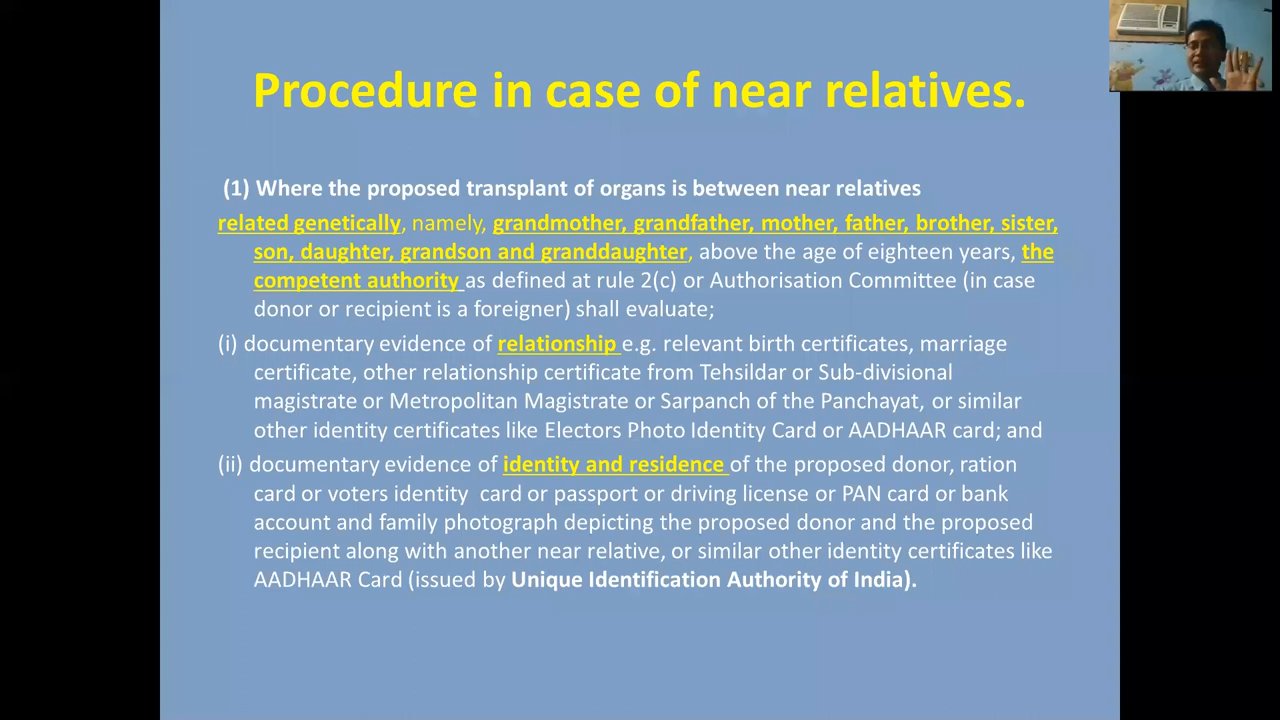 Procedure in case of near relatives.
(1) Where the proposed transplant of organs is between near relatives
related genetically, namely, grandmother, grandfather, mother, father, brother, sister,
son, daughter, grandson and granddaughter, above the age of eighteen years, the
competent authority as defined at rule 2(c) or Authorisation Committee (in case
donor or recipient is a foreigner) shall evaluate;
(i) documentary evidence of relationship e.g. relevant birth certificates, marriage
certificate, other relationship certificate from Tehsildar or Sub-divisional
magistrate or Metropolitan Magistrate or Sarpanch of the Panchayat, or similar
other identity certificates like Electors Photo Identity Card or AADHAAR card; and
(ii) documentary evidence of identity and residence of the proposed donor, ration
card or voters identity card or passport or driving license or PAN card or bank
account and family photograph depicting the proposed donor and the proposed
recipient along with another near relative, or similar other identity certificates like
AADHAAR Card (issued by Unique Identification Authority of India).